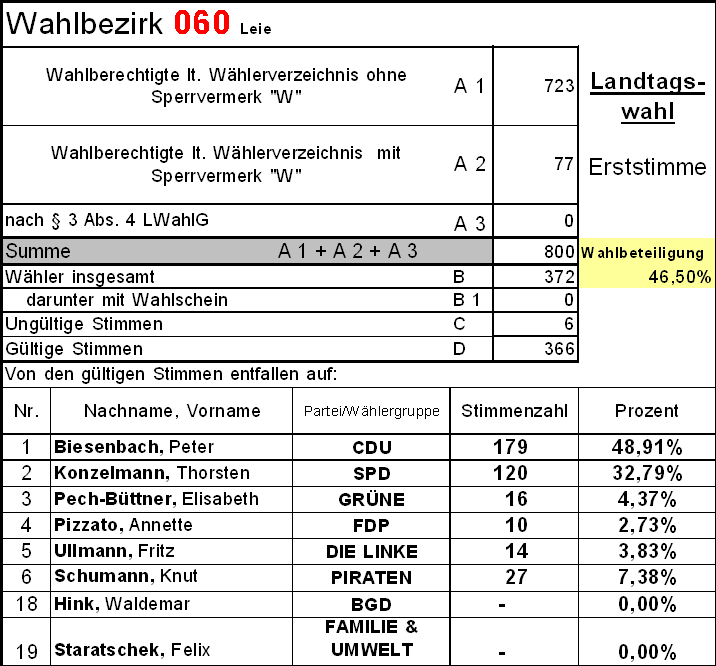 Wahlbezirk 060 Leie
Wahlberechtigte lt. Wählerverzeichnis ohne
Sperrvermerk "W" A 1 723
Landtags-
wahl
Wahlberechtigte lt. Wählerverzeichnis mit
Sperrvermerk "W" A 2 77
Erststimme
nach § 3 Abs. 4 LWahlG A 3 0
Summe A 1 + A 2 + A 3 800 Wahlbeteiligung
Wähler insgesamt B 372 46,50%
darunter mit Wahlschein B 1 0
Ungültige Stimmen C 6
Gültige Stimmen D 366
Von den gültigen Stimmen entfallen auf:
Nr. Nachname, Vorname Partei/Wählergruppe Stimmenzahl Prozent
1 Biesenbach, Peter CDU 179 48,91%
2 Konzelmann, Thorsten SPD 120 32,79%
3 Pech-Büttner, Elisabeth GRÜNE 16 4,37%
4 Pizzato, Annette FDP 10 2,73%
5 Ullmann, Fritz DIE LINKE 14 3,83%
6 Schumann, Knut PIRATEN 27 7,38%
18 Hink, Waldemar BGD - 0,00%
19 Staratschek, Felix FAMILIE &
UMWELT - 0,00%